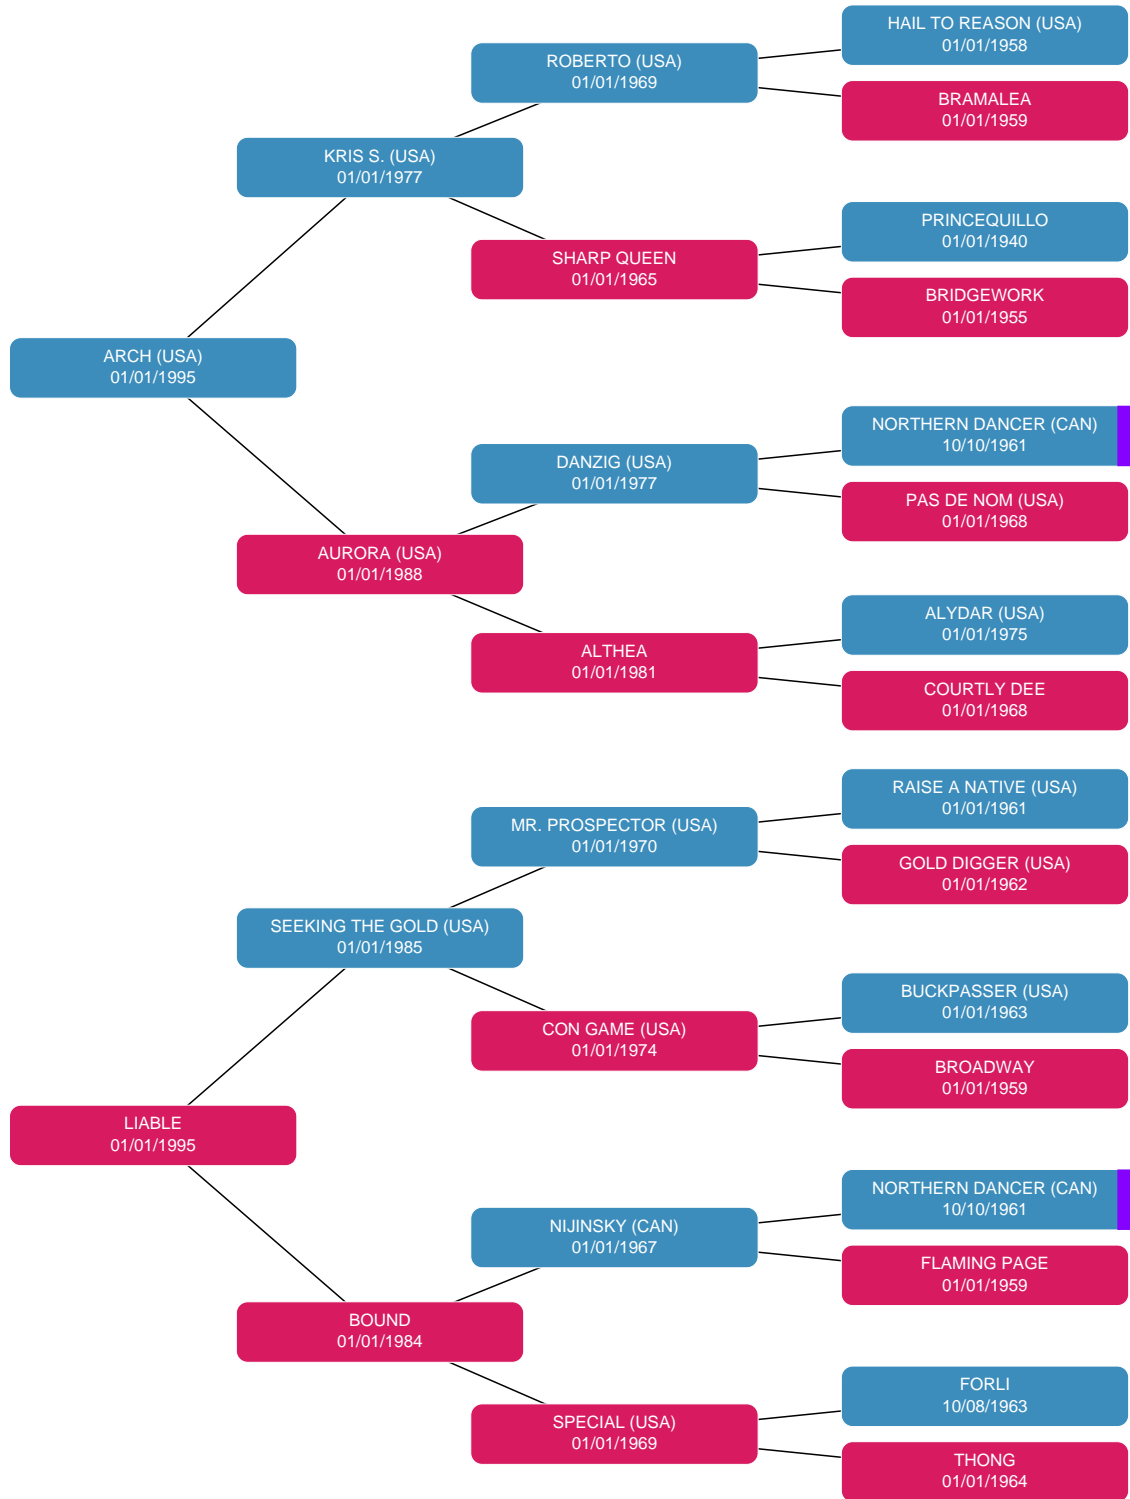 HAIL TO REASON (USA)
01/01/1958
ROBERTO (USA)
01/01/1969
BRAMALEA
01/01/1959
KRIS S. (USA)
01/01/1977
PRINCEQUILLO
01/01/1940
SHARP QUEEN
01/01/1965
BRIDGEWORK
01/01/1955
ARCH (USA)
01/01/1995
NORTHERN DANCER (CAN)
10/10/1961
DANZIG (USA)
01/01/1977
PAS DE NOM (USA)
01/01/1968
AURORA (USA)
01/01/1988
ALYDAR (USA)
01/01/1975
ALTHEA
01/01/1981
COURTLY DEE
01/01/1968
RAISE A NATIVE (USA)
01/01/1961
MR. PROSPECTOR (USA)
01/01/1970
GOLD DIGGER (USA)
01/01/1962
SEEKING THE GOLD (USA)
01/01/1985
BUCKPASSER (USA)
01/01/1963
CON GAME (USA)
01/01/1974
BROADWAY
01/01/1959
LIABLE
01/01/1995
NORTHERN DANCER (CAN)
10/10/1961
NIJINSKY (CAN)
01/01/1967
FLAMING PAGE
01/01/1959
BOUND
01/01/1984
FORLI
10/08/1963
SPECIAL (USA)
01/01/1969
THONG
01/01/1964